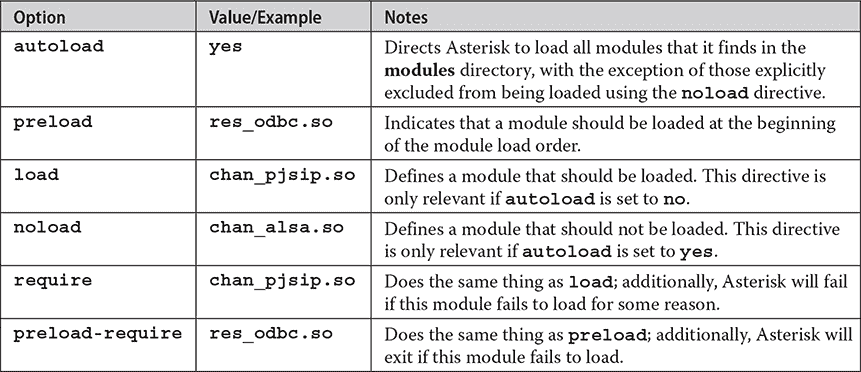 Option Value/Example Notes
autoload yes Directs Asterisk to load all modules that it finds in the
modules directory, with the exception of those explicitly
excluded from being loaded using the noload directive.
preload res_odbc.so Indicates that a module should be loaded at the beginning
of the module load order.
load chan_pjsip.so Defines a module that should be loaded. This directive is
only relevant if autoload is set to no.
noload chan_alsa.so Defines a module that should not be loaded. This directive
is only relevant if autoload is set to yes.
require chan_pjsip.so Does the same thing as load; additionally, Asterisk will fail
if this module fails to load for some reason.
preload-require res_odbc.so Does the same thing as preload; additionally, Asterisk will
exit if this module fails to load.